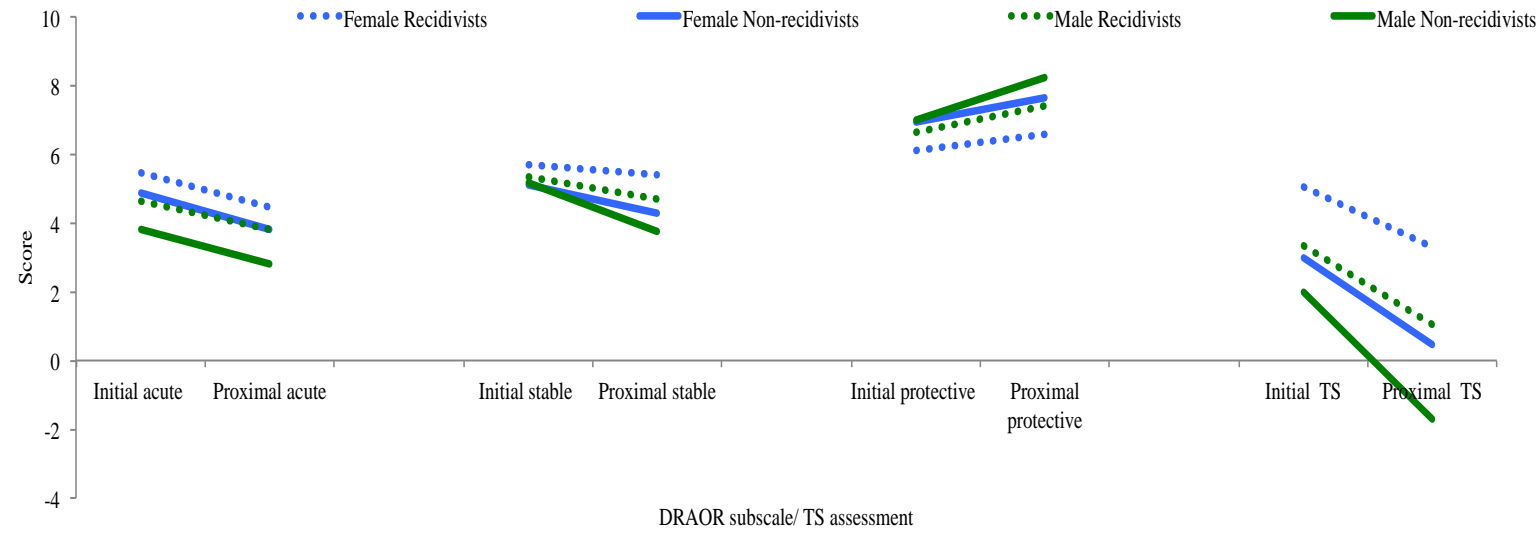 Female Recidivists
Female Non-recidivists
Male Recidivists
Male Non-recidivists
10
8
6
4
2
0
-2
-4
Score
Initial acute
Proximal acute
Initial stable
Proximal stable
Initial protective
Proximal
protective
Initial TS
Proximal TS
DRAOR subscale/ TS assessment